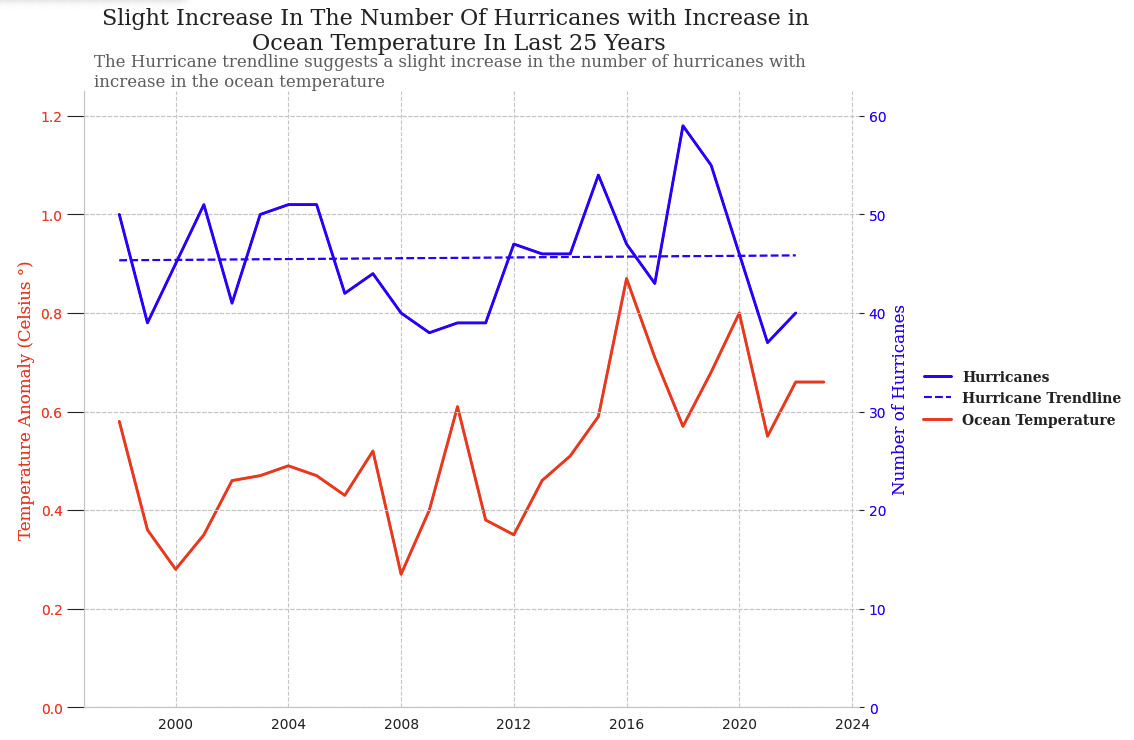 Slight Increase In The Number Of Hurricanes with Increase in
Ocean Temperature In Last 25 Years
The Hurricane trendline suggests a slight increase in the number of hurricanes with
increase in the ocean temperature
Temperature Anomaly (Celsius °)
1.2
1.0
0.8
0.6
0.4
0.2
0.0
2000
2004
2008
2012
2016
2020
2024
60
50
40
30
20
10
0
Number of Hurricanes
Hurricanes
Hurricane Trendline
Ocean Temperature